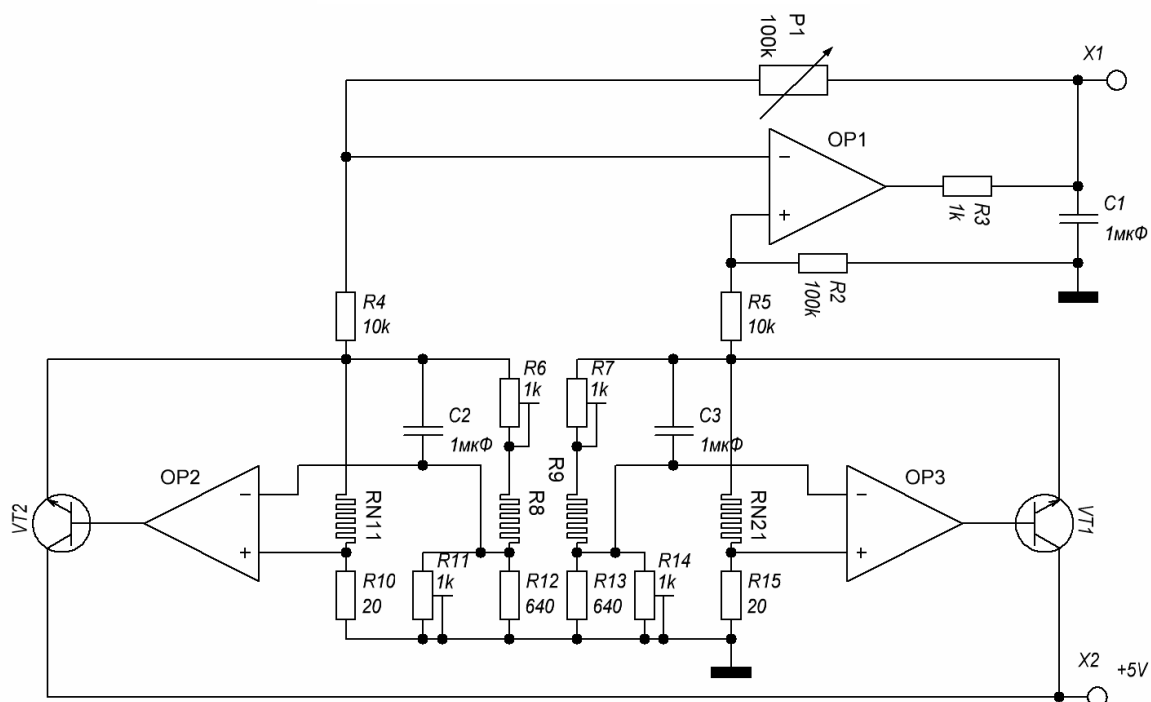 P1
100k
X1
OP1
R3
1k
C1
1мкФ
R2
100k
R4
10k
R5
10k
R6
1k
R7
1k
C2
1мкФ
C3
1мкФ
OP2
R9
OP3
VT2
RN11
R8
RN21
VT1
R11
1k
R14
1k
R10
20
R12
640
R13
640
R15
20
X2
+5V